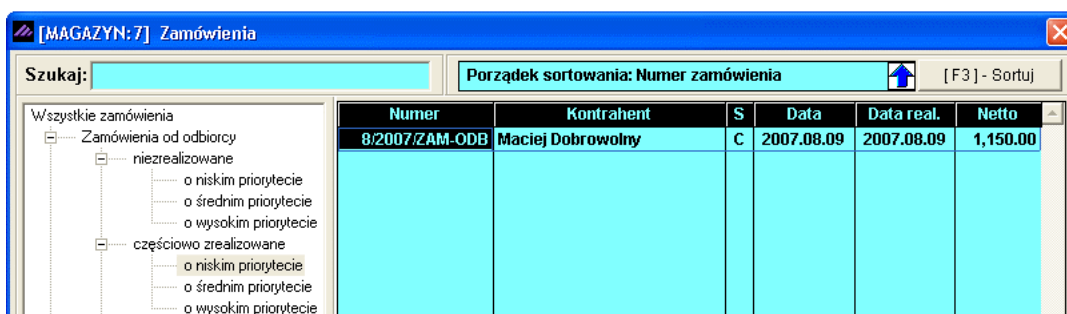 [MAGAZYN:7] Zamówienia
Szukaj:
Porządek sortowania: Numer zamówienia
[F3] - Sortuj
Wszystkie zamówienia
Zamówienia od odbiorcy
niezrealizowane
o niskim priorytecie
o średnim priorytecie
o wysokim priorytecie
częściowo zrealizowane
o niskim priorytecie
o średnim priorytecie
o wysokim priorytecie
Numer Kontrahent S Data Data real. Netto
8/2007/ZAM-ODB Maciej Dobrowolny C 2007.08.09 2007.08.09 1,150.00